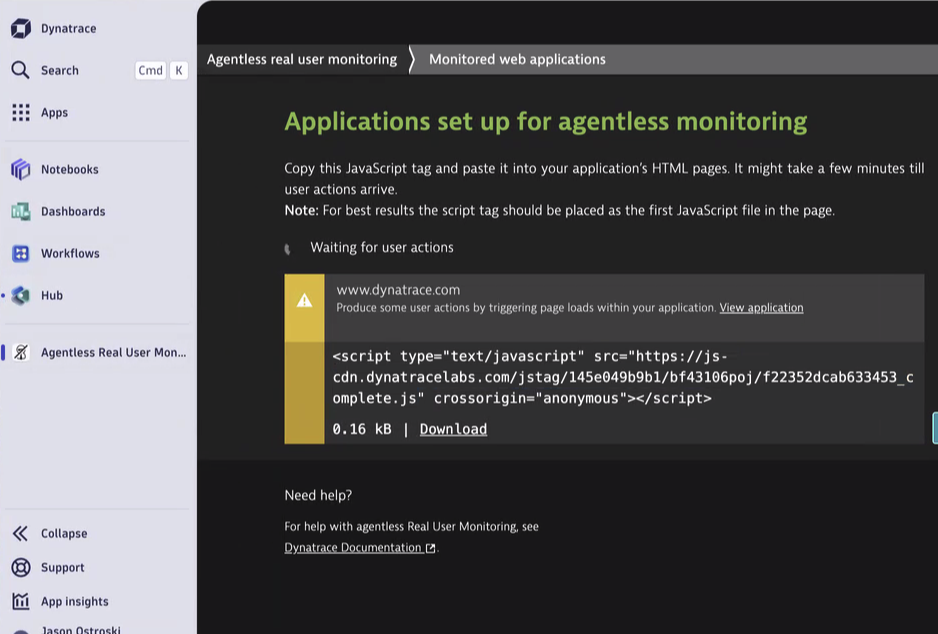 Dynatrace
Search Cmd K
Apps
Notebooks
Dashboards
Workflows
Hub
Agentless Real User Mon...
Collapse
Support
App insights
Jason Ostroski
Agentless real user monitoring Monitored web applications
Applications set up for agentless monitoring
Copy this JavaScript tag and paste it into your application's HTML pages. It might take a few minutes till
user actions arrive.
Note: For best results the script tag should be placed as the first JavaScript file in the page.
Waiting for user actions
www.dynatrace.com
Produce some user actions by triggering page loads within your application. View application
<script type="text/javascript" src="https://js-
cdn.dynatracelabs.com/jstag/145e049b9b1/bf43106poj/f22352dcab633453_c
omplete.js" crossorigin="anonymous"></script>
0.16 kB | Download
Need help?
For help with agentless Real User Monitoring, see
Dynatrace Documentation.